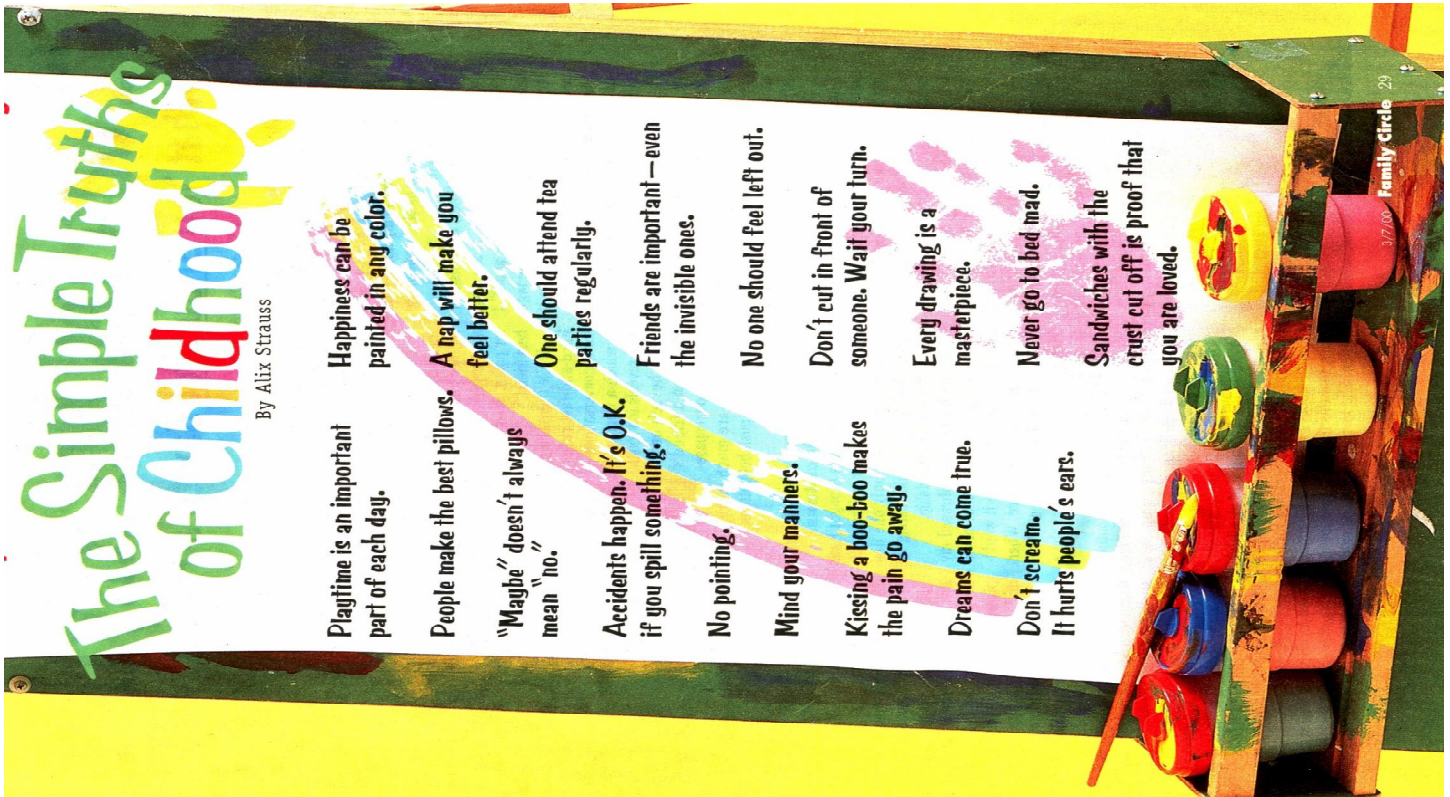 The Simple Truths
of Childhood
By Alix Strauss
Playtime is an important
part of each day.
People make the best pillows.
"Maybe" doesn't always
mean "no."
Accidents happen. It's O.K.
if you spill something.
No pointing.
Mind your manners.
Kissing a boo-boo makes
the pain go away.
Dreams can come true.
Don't scream.
It hurts people's ears.
Happiness can be
painted in any color.
A nap will make you
feel better.
One should attend tea
parties regularly.
Friends are important—even
the invisible ones.
No one should feel left out.
Don't cut in front of
someone. Wait your turn.
Every drawing is a
masterpiece.
Never go to bed mad.
Sandwiches with the
crust cut off is proof that
you are loved.
3/7/00 Family Circle 29